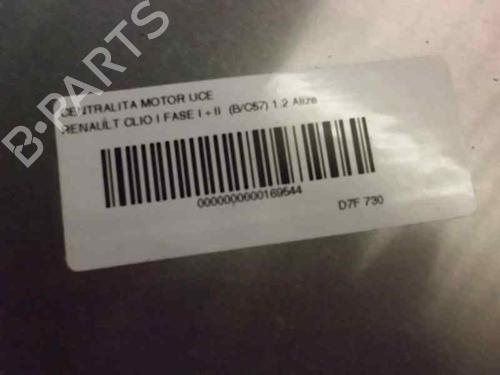 CENTRALITA MOTOR UCE
RENAULT CLIO I FASE I + II (B/C57) 1.2 Alize
0000000000169544
D7F 730
B-PARTS